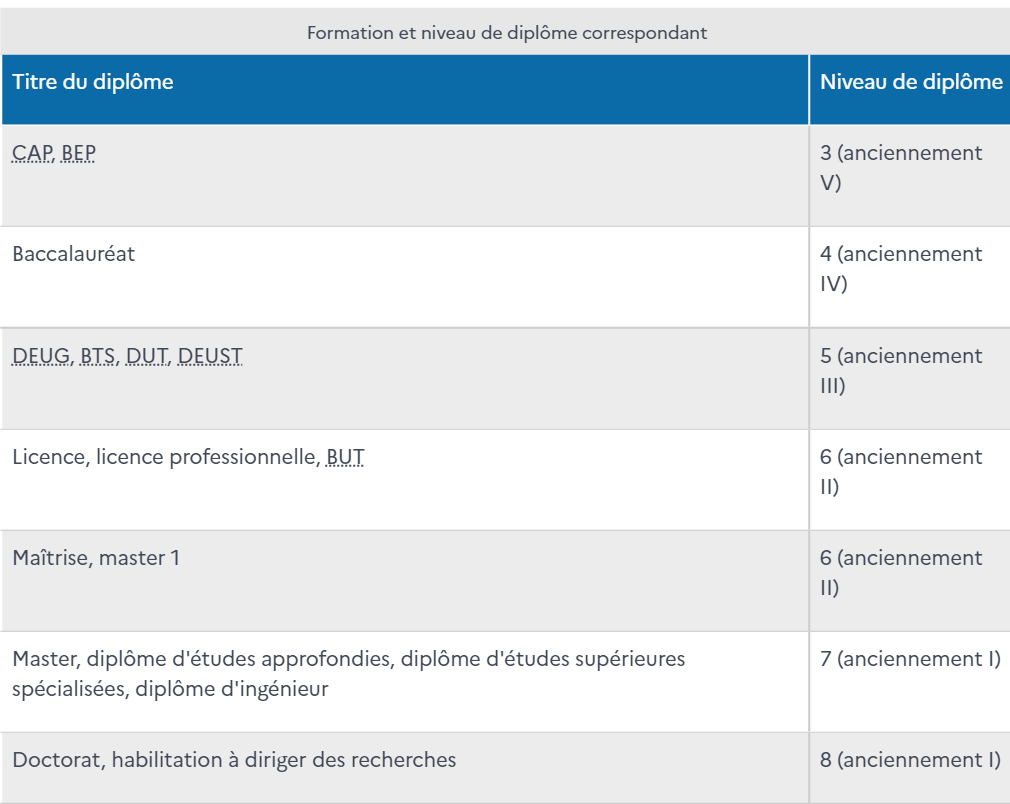 Formation et niveau de diplôme correspondant
Titre du diplôme
Niveau de diplôme
CAP, BEP
3 (anciennement
V)
Baccalauréat
4 (anciennement
IV)
DEUG, BTS, DUT, DEUST
5 (anciennement
III)
Licence, licence professionnelle, BUT
6 (anciennement
II)
Maîtrise, master 1
6 (anciennement
II)
Master, diplôme d'études approfondies, diplôme d'études supérieures
spécialisées, diplôme d'ingénieur
7 (anciennement I)
Doctorat, habilitation à diriger des recherches
8 (anciennement I)